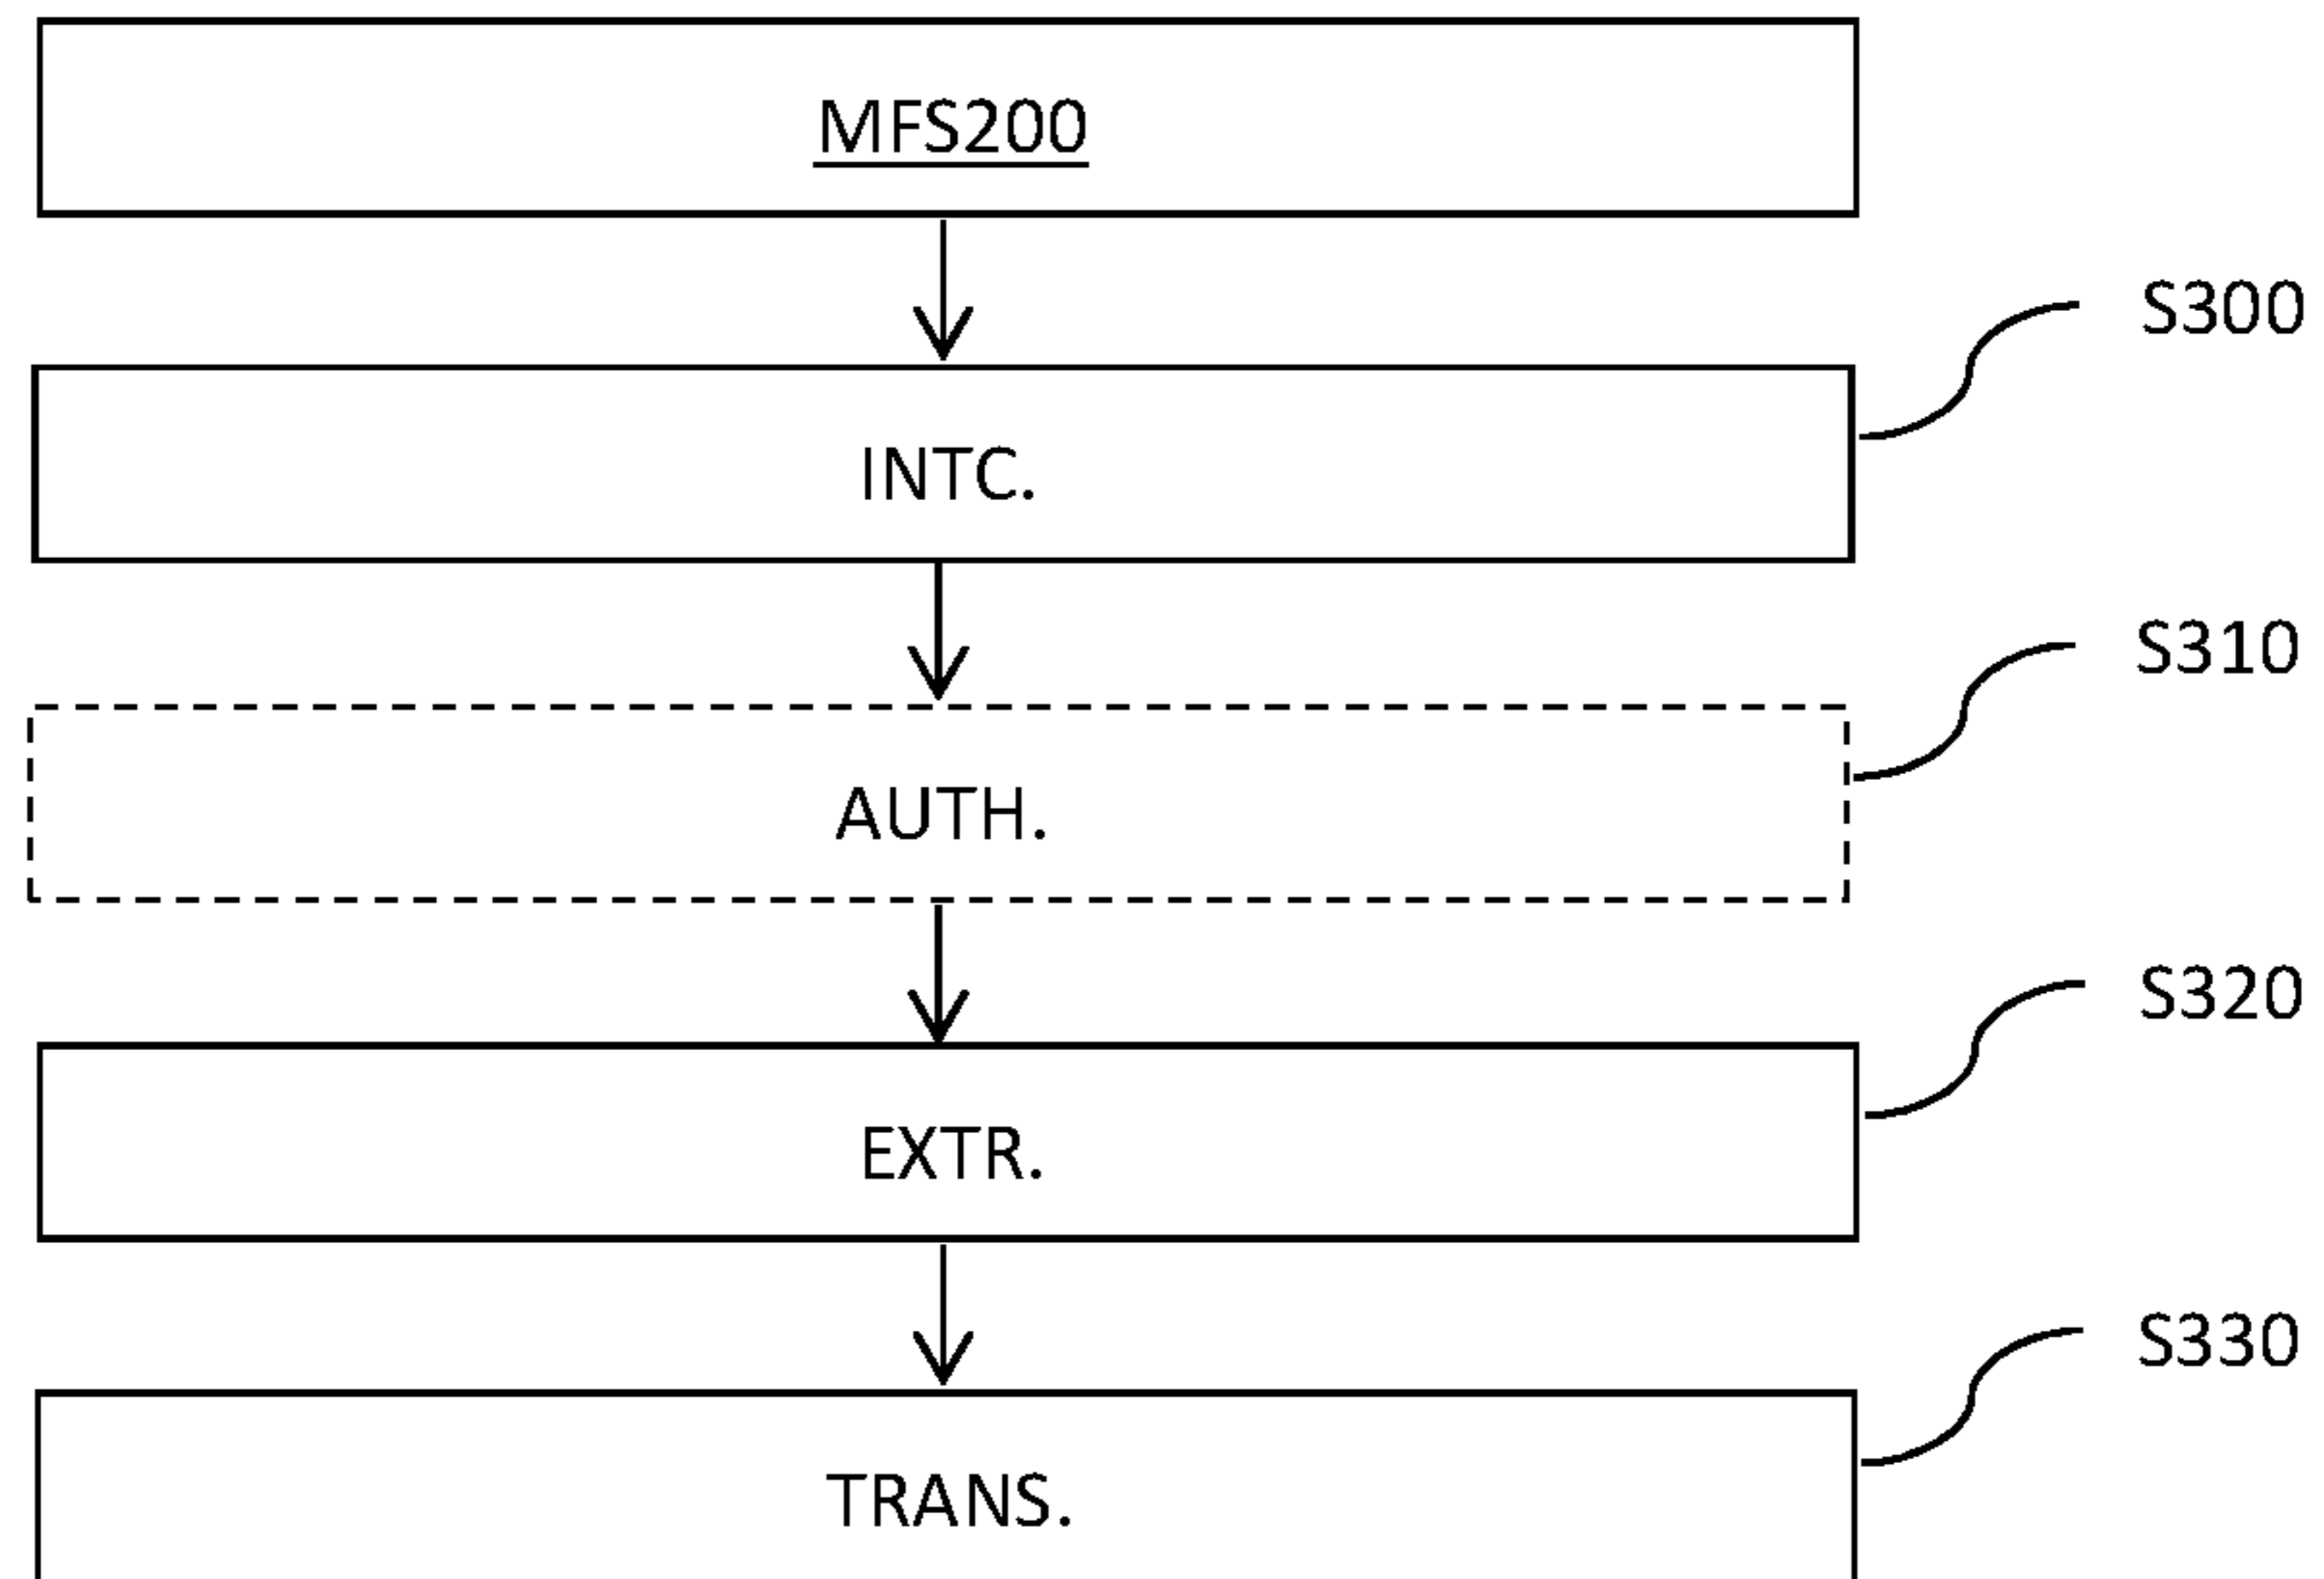 MFS200
S300
INTC.
S310
AUTH.
S320
EXTR.
S330
TRANS.